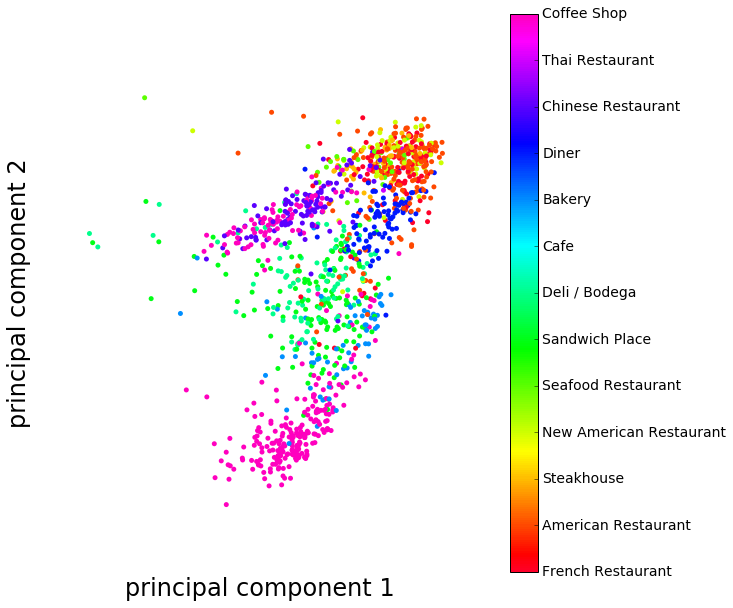 Coffee Shop
Thai Restaurant
Chinese Restaurant
Diner
Bakery
Cafe
Deli / Bodega
Sandwich Place
Seafood Restaurant
New American Restaurant
Steakhouse
American Restaurant
French Restaurant
principal component 2
principal component 1